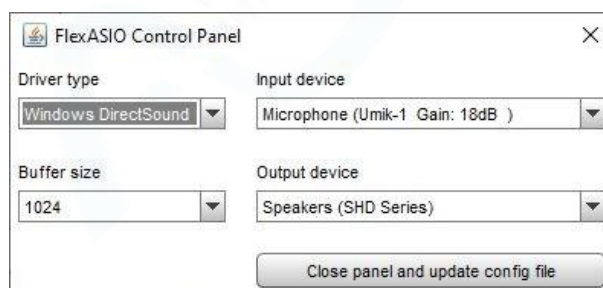 FlexASIO Control Panel
Driver type
Input device
Windows DirectSound
Microphone (Umik-1 Gain: 18dB )
Buffer size
Output device
1024
Speakers (SHD Series)
Close panel and update config file